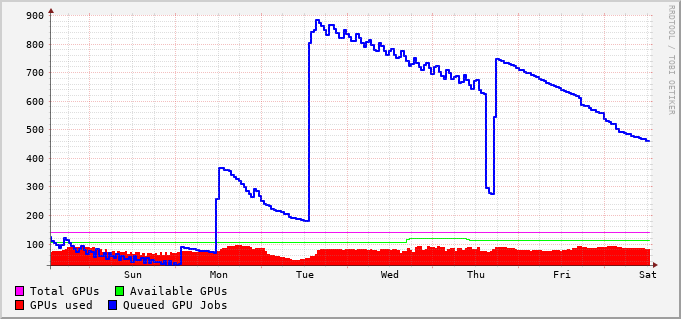 900
800
700
600
500
400
300
200
100
Sun Mon Tue Wed Thu Fri Sat
Total GPUs Available GPUs
GPUs used Queued GPU Jobs
RRDTOOL / TOBI OETIKER